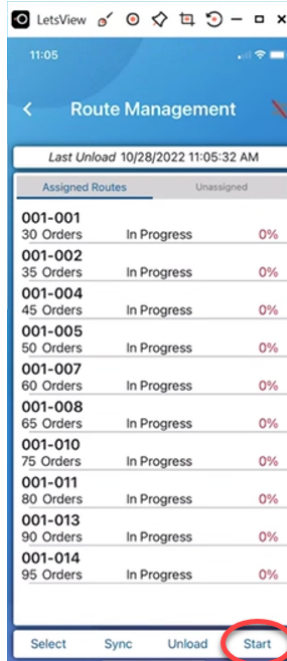 LetsView
11:05
Route Management
Last Unload 10/28/2022 11:05:32 AM
Assigned Routes Unassigned
001-001
30 Orders In Progress 0%
001-002
35 Orders In Progress 0%
001-004
45 Orders In Progress 0%
001-005
50 Orders In Progress 0%
001-007
60 Orders In Progress 0%
001-008
65 Orders In Progress 0%
001-010
75 Orders In Progress 0%
001-011
80 Orders In Progress 0%
001-013
90 Orders In Progress 0%
001-014
95 Orders In Progress 0%
Select Sync Unload Start